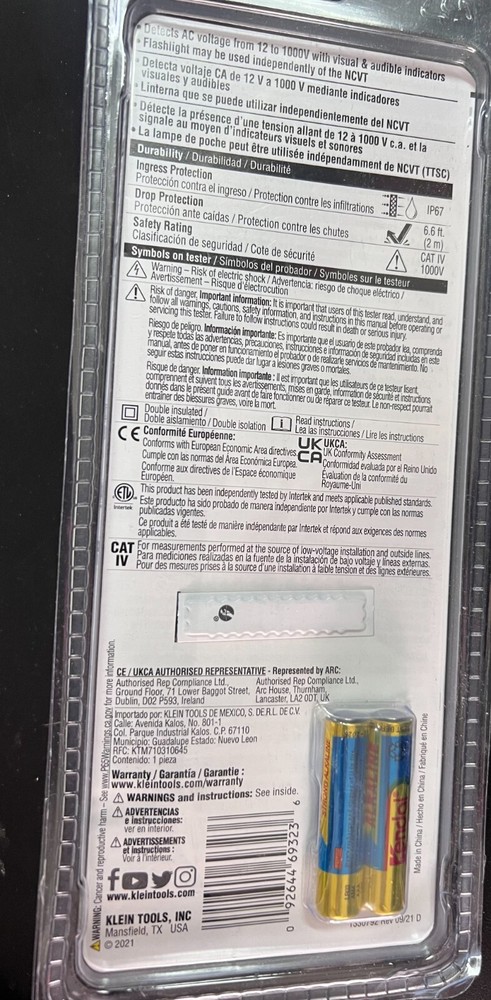 • Detects AC voltage from 12 to 1000V with visual & audible indicators
• Flashlight may be used independently of the NCVT
• Detecta voltaje CA de 12 V a 1000 V mediante indicadores
visuales y audibles
• Linterna que se puede utilizar independientemente del NCVT
• Détecte la présence d'une tension allant de 12 à 1000 V c.a. et la
signale au moyen d'indicateurs visuels et sonores
• La lampe de poche peut être utilisée indépendamment de NCVT (TTSC)
Durability / Durabilidad / Durabilité
Ingress Protection
Protección contra el ingreso / Protection contre les infiltrations IP67
Drop Protection
Protección ante caídas / Protection contre les chutes 6.6 ft. (2 m)
Safety Rating
Clasificación de seguridad / Cote de sécurité CAT IV 1000V
Symbols on tester / Símbolos del probador / Symboles sur le testeur
Warning – Risk of electric shock / Advertencia: riesgo de choque eléctrico /
Avertissement – Risque d'électrocution
Risk of danger. Important information: It is important that users of this tester read, understand, and
follow all warnings, cautions, safety information, and instructions in this manual before operating or
servicing this tester. Failure to follow instructions could result in death or serious injury.
Riesgo de peligro. Información importante: Es importante que el usuario de este probador lea, comprenda
y respete todas las advertencias, precauciones, instrucciones e información de seguridad incluidas en este
manual, antes de poner en funcionamiento el probador o de realizarle servicios de mantenimiento. No
seguir estas instrucciones puede dar lugar a lesiones graves o mortales.
Risque de danger. Information importante : Il est important que les utilisateurs de ce testeur lisent,
comprennent et suivent tous les avertissements, mises en garde, information de sécurité et instructions
donnés dans le présent guide avant de faire fonctionner ou de réparer ce testeur. Le non-respect pourrait
entraîner des blessures graves, voire la mort.
Double insulated /
Doble aislamiento / Double isolation
Read instructions /
Lea las instrucciones / Lire les instructions
CE Conformité Européenne:
Conforms with European Economic Area directives
Cumple con las normas del Área Económica Europea.
Conforme aux directives de l'Espace économique
Européen.
UK CA UKCA:
UK Conformity Assessment
Conformidad evaluada por el Reino Unido
Évaluation de la conformité du
Royaume-Uni
ETL Intertek
This product has been independently tested by Intertek and meets applicable published standards.
Este producto ha sido probado de manera independiente por Intertek y cumple con las normas
publicadas vigentes.
Ce produit a été testé de manière indépendante par Intertek et répond aux exigences des normes
applicables.
CAT IV
For measurements performed at the source of low-voltage installation and outside lines.
Para mediciones realizadas en la fuente de la instalación de bajo voltaje y líneas externas.
Pour des mesures prises à la source d'une installation à faible tension et des lignes extérieures.
CE / UKCA AUTHORISED REPRESENTATIVE - Represented by ARC:
Authorised Rep Compliance Ltd.,
Ground Floor, 71 Lower Baggot Street,
Dublin, D02 P593, Ireland
Authorised Rep Compliance Ltd.,
Arc House, Thurnham,
Lancaster, LA2 0DT, UK
Importado por: KLEIN TOOLS DE MEXICO, S. DE R.L. DE C.V.
Calle: Avenida Kalos, No. 801-1
Col. Parque Industrial Kalos. C.P. 67110
Municipio: Guadalupe Estado: Nuevo Leon
RFC: KTM710310645
Contenido: 1 pieza
Warranty / Garantía / Garantie :
www.kleintools.com/warranty
WARNINGS and instructions: See inside.
ADVERTENCIAS
e instrucciones:
ver en interior.
AVERTISSEMENTS
et instructions :
Voir à l'intérieur.
www.kleintools.com
KLEIN TOOLS, INC
Mansfield, TX USA
© 2021
0 92644 69323 6
WARNING: Cancer and reproductive harm – See www.P65Warnings.ca.gov for more information.
Kendal
Made in China / Hecho en China / Fabriqué en Chine
1330792 Rev 09/21 D